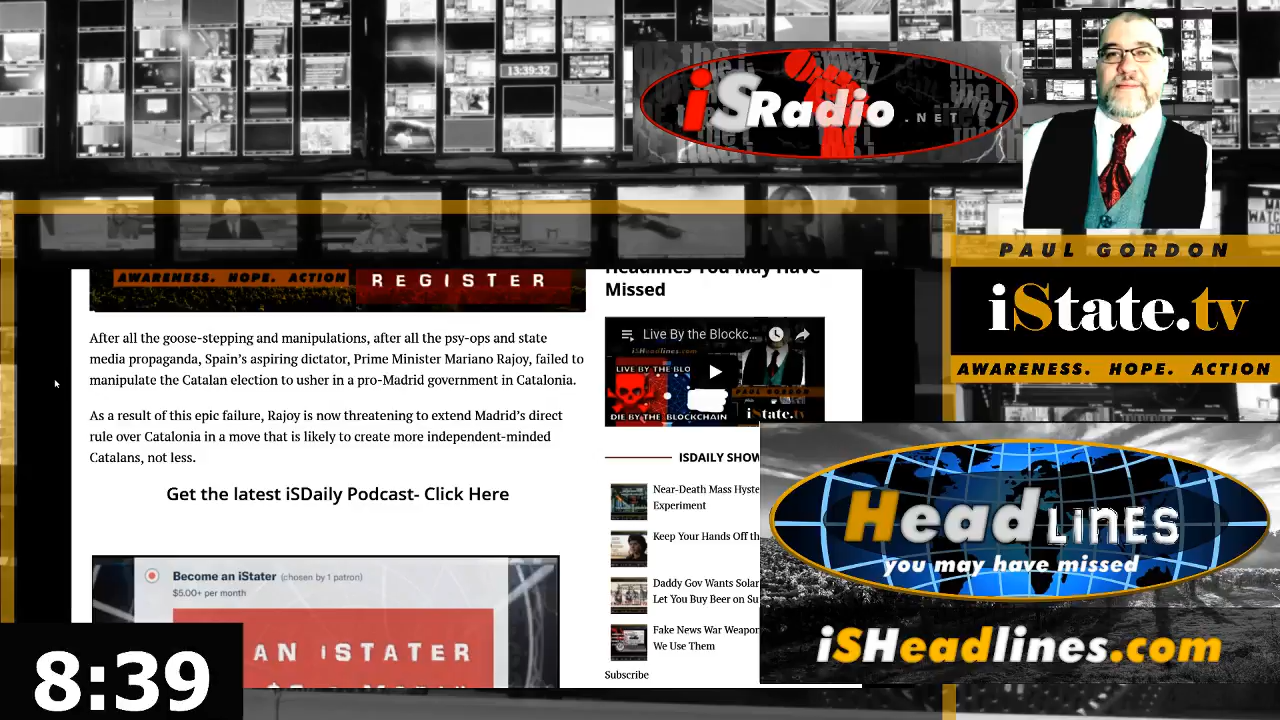 13:39:32
iSRadio
.NET
PAUL GORDON
iState.tv
AWARENESS. HOPE. ACTION
AWARENESS. HOPE. ACTION
REGISTER
Headlines You May Have
Missed
After all the goose-stepping and manipulations, after all the psy-ops and state
media propaganda, Spain's aspiring dictator, Prime Minister Mariano Rajoy, failed to
manipulate the Catalan election to usher in a pro-Madrid government in Catalonia.
As a result of this epic failure, Rajoy is now threatening to extend Madrid's direct
rule over Catalonia in a move that is likely to create more independent-minded
Catalans, not less.
Get the latest iSDaily Podcast- Click Here
Become an iStater (chosen by 1 patron)
$5.00+ per month
AN ISTATER
Live By the Blockc...
iSHeadlines.com
LIVE BY THE BLO
DIE BY THE BLOCKCHAIN
PAUL GORDON
iState.tv
ISDAILY SHOW
Near-Death Mass Hyste
Experiment
Keep Your Hands Off th
Daddy Gov Wants Solar
Let You Buy Beer on Su
Fake News War Weapon
We Use Them
Subscribe
HeadLINES
you may have missed
iSHeadlines.com
8:39